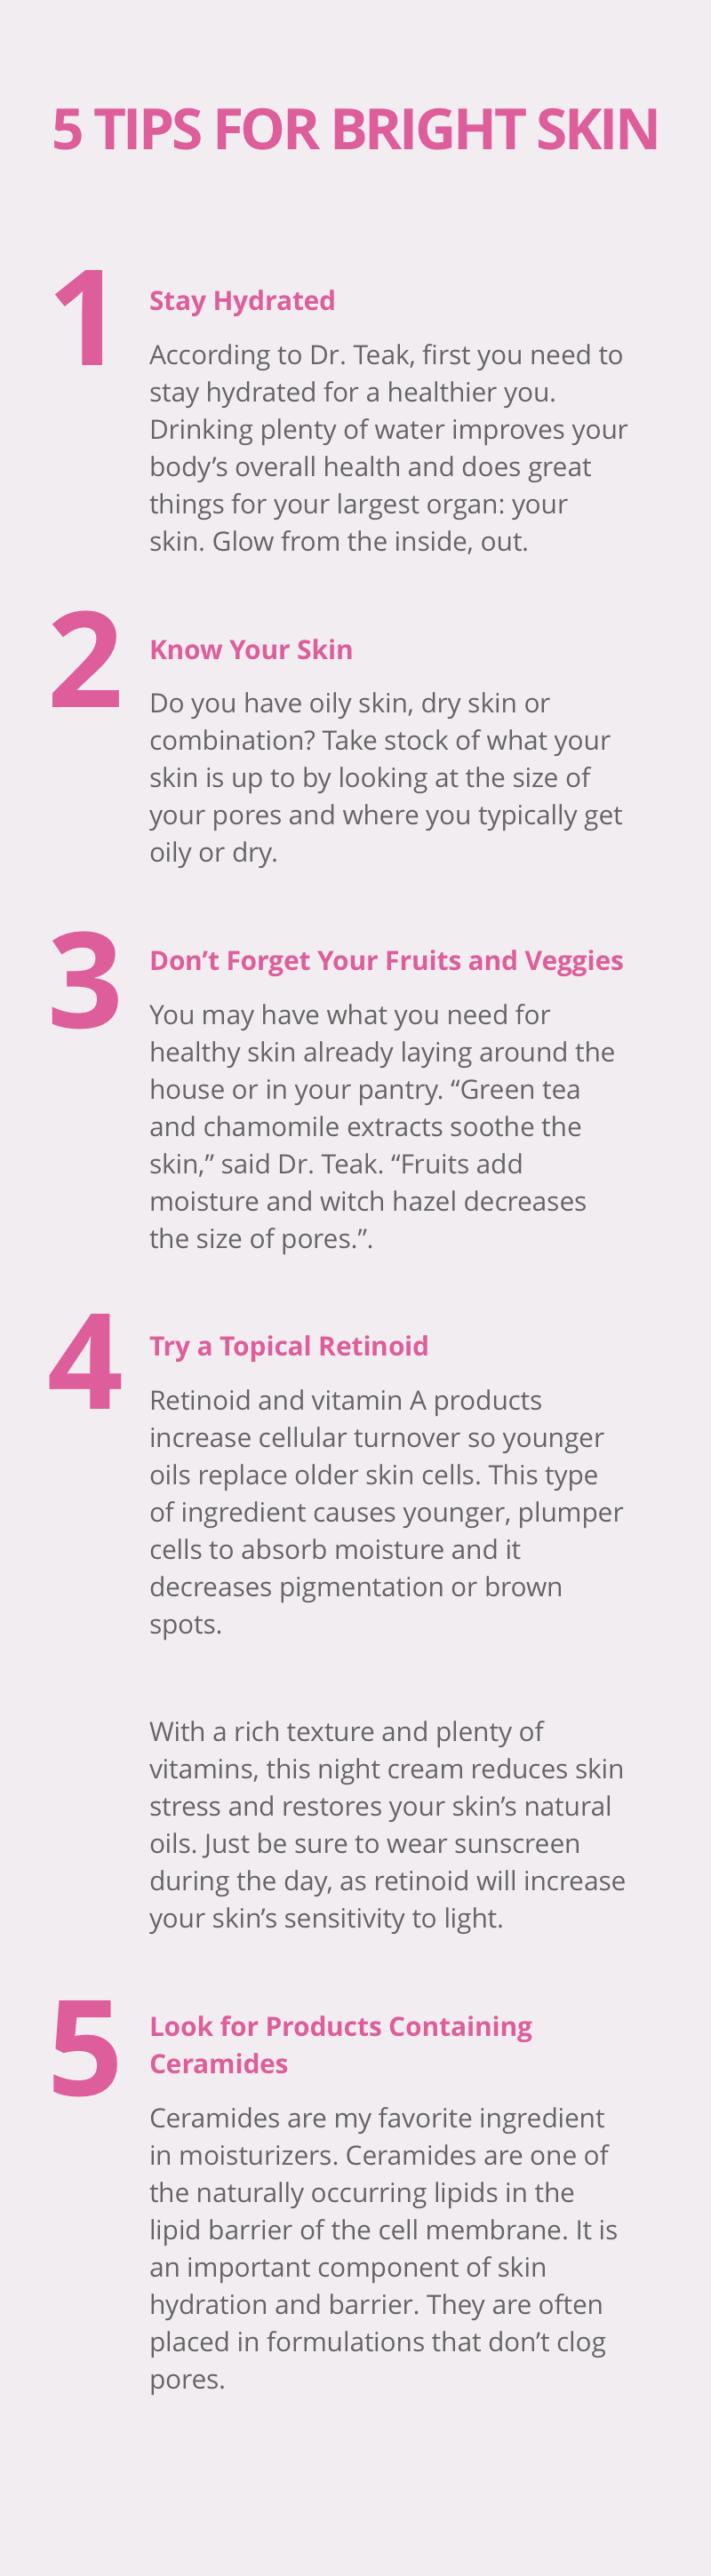 5 TIPS FOR BRIGHT SKIN
1
Stay Hydrated
According to Dr. Teak, first you need to
stay hydrated for a healthier you.
Drinking plenty of water improves your
body’s overall health and does great
things for your largest organ: your
skin. Glow from the inside, out.
2
Know Your Skin
Do you have oily skin, dry skin or
combination? Take stock of what your
skin is up to by looking at the size of
your pores and where you typically get
oily or dry.
3
Don’t Forget Your Fruits and Veggies
You may have what you need for
healthy skin already laying around the
house or in your pantry. “Green tea
and chamomile extracts soothe the
skin,” said Dr. Teak. “Fruits add
moisture and witch hazel decreases
the size of pores.”.
4
Try a Topical Retinoid
Retinoid and vitamin A products
increase cellular turnover so younger
oils replace older skin cells. This type
of ingredient causes younger, plumper
cells to absorb moisture and it
decreases pigmentation or brown
spots.
With a rich texture and plenty of
vitamins, this night cream reduces skin
stress and restores your skin’s natural
oils. Just be sure to wear sunscreen
during the day, as retinoid will increase
your skin’s sensitivity to light.
5
Look for Products Containing
Ceramides
Ceramides are my favorite ingredient
in moisturizers. Ceramides are one of
the naturally occurring lipids in the
lipid barrier of the cell membrane. It is
an important component of skin
hydration and barrier. They are often
placed in formulations that don’t clog
pores.